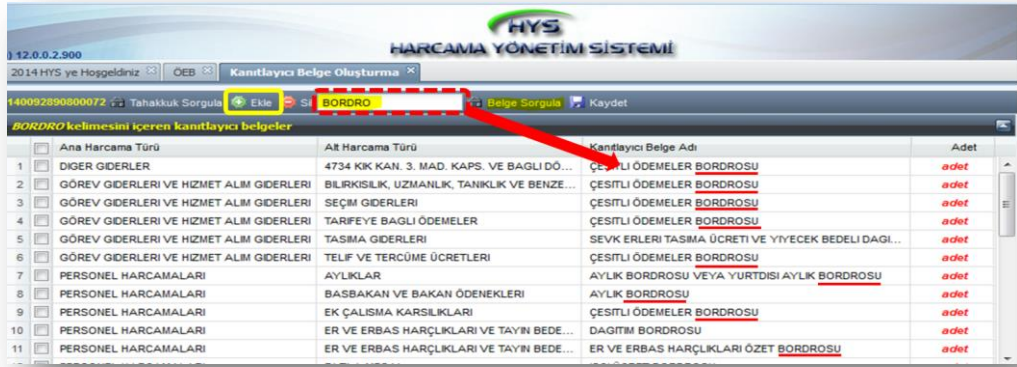 HYS
) 12.0.0.2.900
HARCAMA YÖNETİM SİSTEMİ
2014 HYS ye Hoşgeldiniz ÖEB Kanıtlayıcı Belge Oluşturma
140092890800072 Tahakkuk Sorgula Ekle Si BORDRO Belge Sorgula Kaydet
BORDRO kelimesini içeren kanıtlayıcı belgeler
Ana Harcama Türü Alt Harcama Türü Kanıtlayıcı Belge Adı Adet
1 DIGER GIDERLER 4734 KIK KAN. 3. MAD. KAPS. VE BAGLI DÖ... ÇESITLI ÖDEMELER BORDROSU adet
2 GÖREV GIDERLERI VE HIZMET ALIM GIDERLERI BILIRKISILIK, UZMANLIK, TANIKLIK VE BENZE... ÇESITLI ÖDEMELER BORDROSU adet
3 GÖREV GIDERLERI VE HIZMET ALIM GIDERLERI SEÇIM GIDERLERI ÇESITLI ÖDEMELER BORDROSU adet
4 GÖREV GIDERLERI VE HIZMET ALIM GIDERLERI TARIFEYE BAGLI ÖDEMELER ÇESITLI ÖDEMELER BORDROSU adet
5 GÖREV GIDERLERI VE HIZMET ALIM GIDERLERI TASIMA GIDERLERI SEVK ERLERI TASIMA ÜCRETI VE YIYECEK BEDELI DAGI... adet
6 GÖREV GIDERLERI VE HIZMET ALIM GIDERLERI TELIF VE TERCÜME ÜCRETLERI ÇESITLI ÖDEMELER BORDROSU adet
7 PERSONEL HARCAMALARI AYLIKLAR AYLIK BORDROSU VEYA YURTDISI AYLIK BORDROSU adet
8 PERSONEL HARCAMALARI BASBAKAN VE BAKAN ÖDENEKLERI AYLIK BORDROSU adet
9 PERSONEL HARCAMALARI EK ÇALISMA KARSILIKLARI ÇESITLI ÖDEMELER BORDROSU adet
10 PERSONEL HARCAMALARI ER VE ERBAS HARÇLIKLARI VE TAYIN BEDE... DAGITIM BORDROSU adet
11 PERSONEL HARCAMALARI ER VE ERBAS HARÇLIKLARI VE TAYIN BEDE... ER VE ERBAS HARÇLIKLARI ÖZET BORDROSU adet